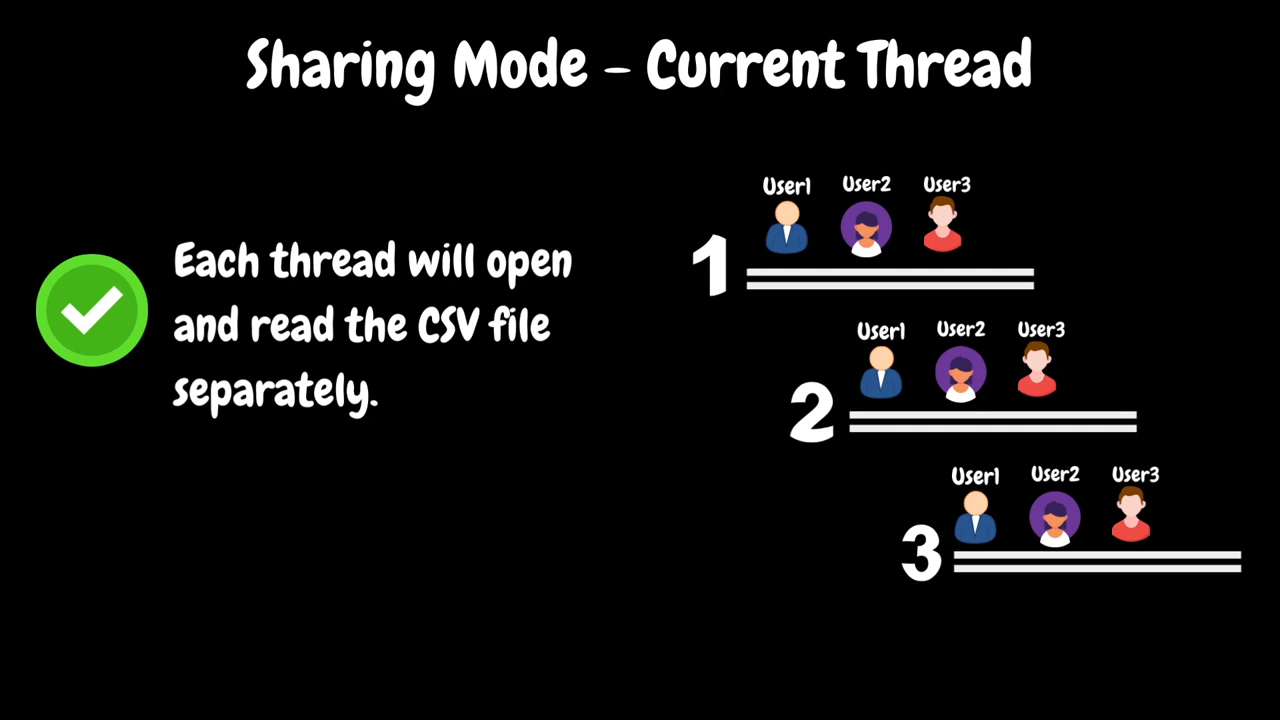 Sharing Mode - Current Thread
Each thread will open
and read the CSV file
separately.
User1 User2 User3
1
User1 User2 User3
2
User1 User2 User3
3